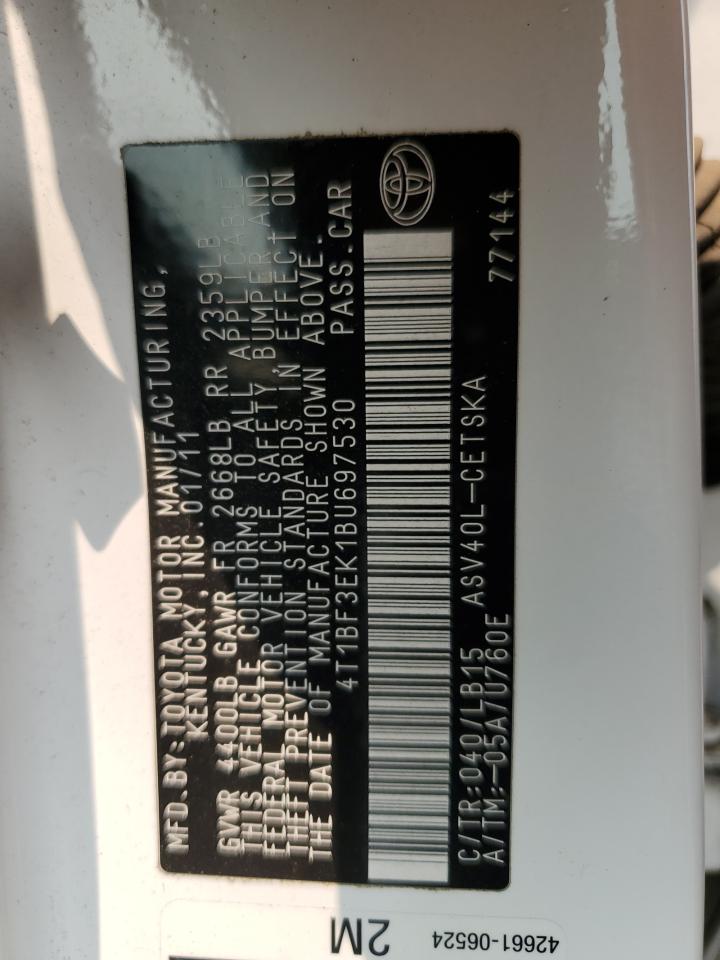 MFD.BY:TOYOTA MOTOR MANUFACTURING,
KENTUCKY, INC. 01/11
GVWR 4400LB GAWR FR 2668LB RR 2359LB
THIS VEHICLE CONFORMS TO ALL APPLICABLE
FEDERAL MOTOR VEHICLE SAFETY, BUMPER AND
THEFT PREVENTION STANDARDS IN EFFECT ON
THE DATE OF MANUFACTURE SHOWN ABOVE.
4T1BF3EK1BU697530 PASS.CAR
C/TR:040/LB15 ASV40L-CETSKA
A/TM:-05A/U760E 77144
2M
42661-06524